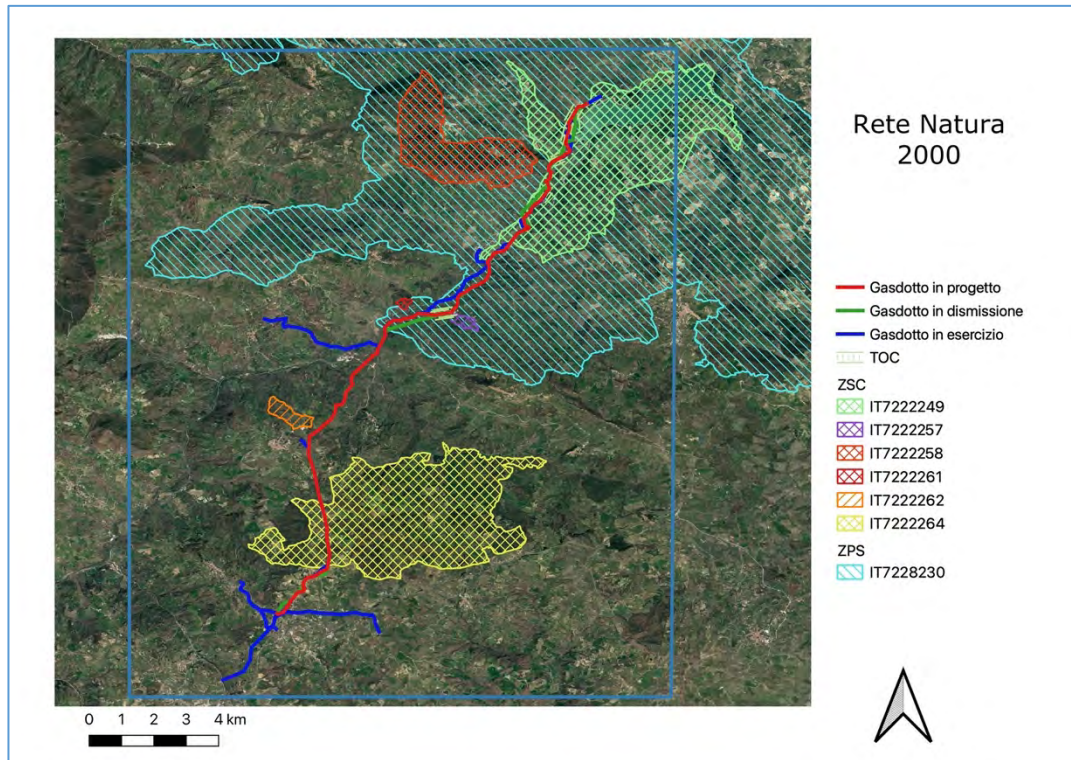 Rete Natura
2000
Gasdotto in progetto
Gasdotto in dismissione
Gasdotto in esercizio
TOC
ZSC
IT7222249
IT7222257
IT7222258
IT7222261
IT7222262
IT7222264
ZPS
IT7228230
0 1 2 3 4 km